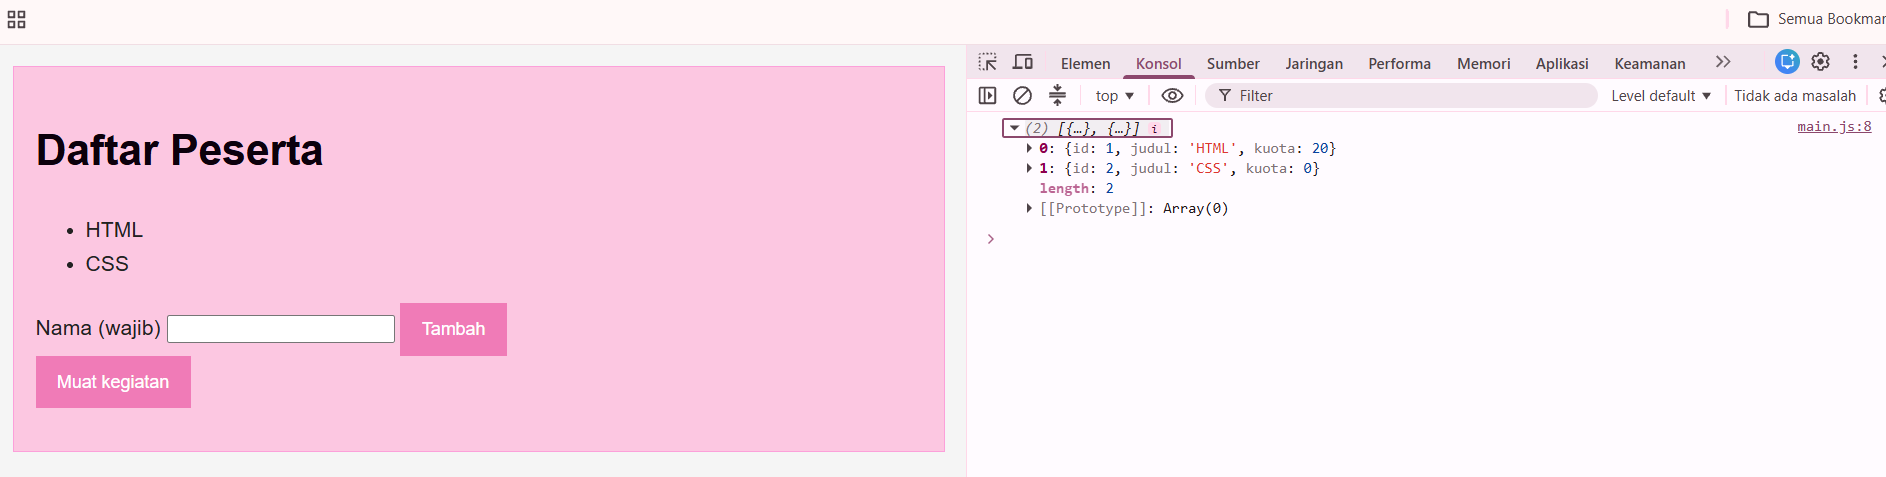 Semua Bookmar
Daftar Peserta
• HTML
• CSS
Nama (wajib) Tambah
Muat kegiatan
Elemen Konsol Sumber Jaringan Performa Memori Aplikasi Keamanan
top Filter Level default Tidak ada masalah
(2) [{…}, {…}] i main.js:8
0: {id: 1, judul: 'HTML', kuota: 20}
1: {id: 2, judul: 'CSS', kuota: 0}
length: 2
[[Prototype]]: Array(0)